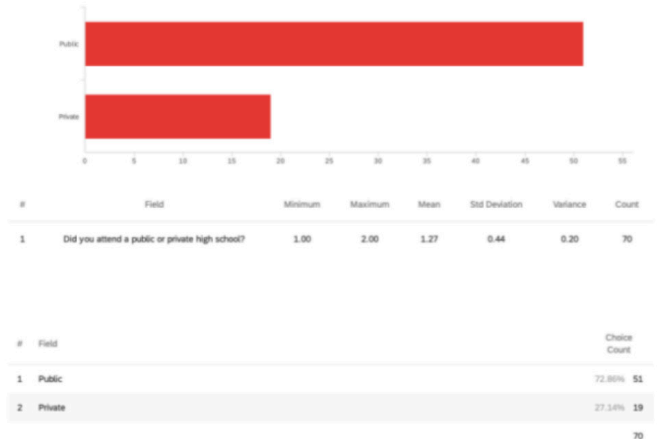 Public
Private
0 5 10 15 20 25 30 35 40 45 50 55
# Field Minimum Maximum Mean Std Deviation Variance Count
1 Did you attend a public or private high school? 1.00 2.00 1.27 0.44 0.20 70
# Field Choice Count
1 Public 72.86% 51
2 Private 27.14% 19
70